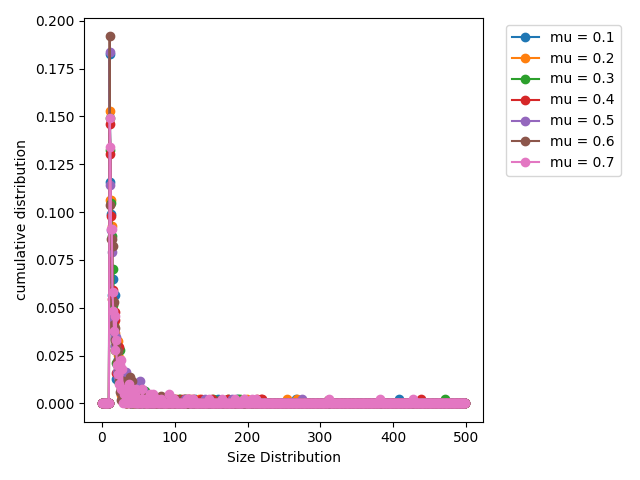 0.200
0.175
0.150
0.125
0.100
0.075
0.050
0.025
0.000
cumulative distribution
0 100 200 300 400 500
Size Distribution
mu = 0.1
mu = 0.2
mu = 0.3
mu = 0.4
mu = 0.5
mu = 0.6
mu = 0.7